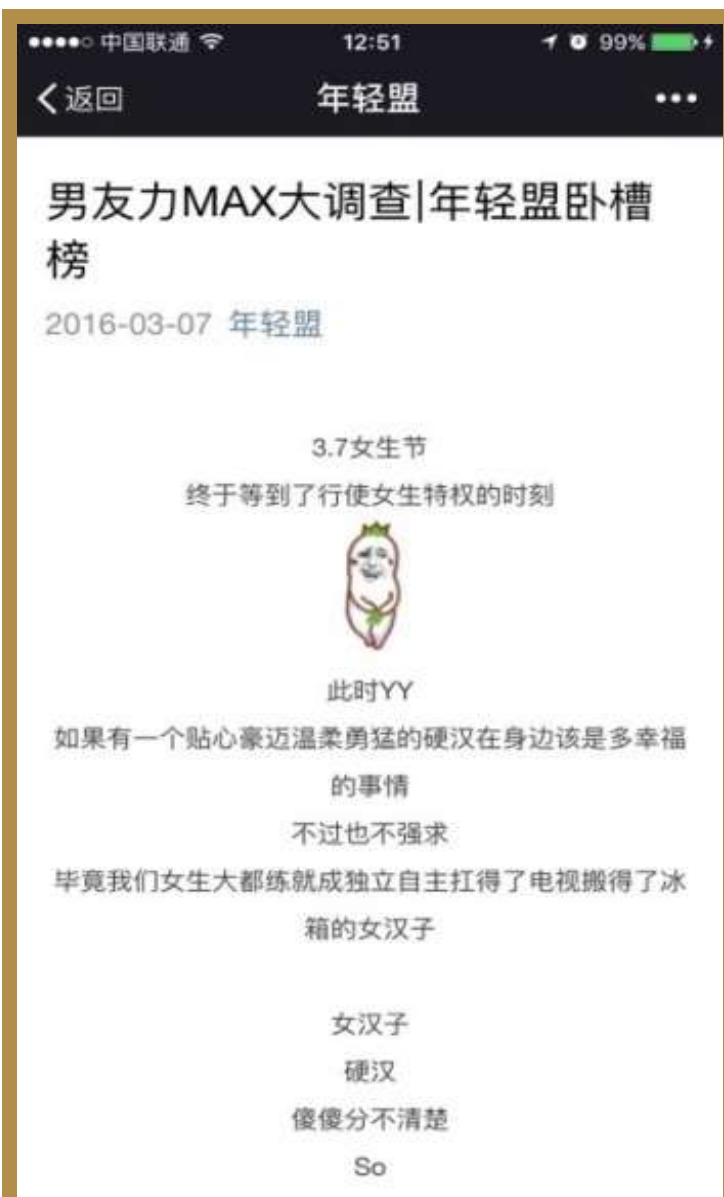 中国联通 12:51 99%
返回 年轻盟
男友力MAX大调查|年轻盟卧槽
榜
2016-03-07 年轻盟
3.7女生节
终于等到了行使女生特权的时刻
此时YY
如果有一个贴心豪迈温柔勇猛的硬汉在身边该是多幸福
的事情
不过也不强求
毕竟我们女生大都练就成独立自主扛得了电视搬得了冰
箱的女汉子
女汉子
硬汉
傻傻分不清楚
So